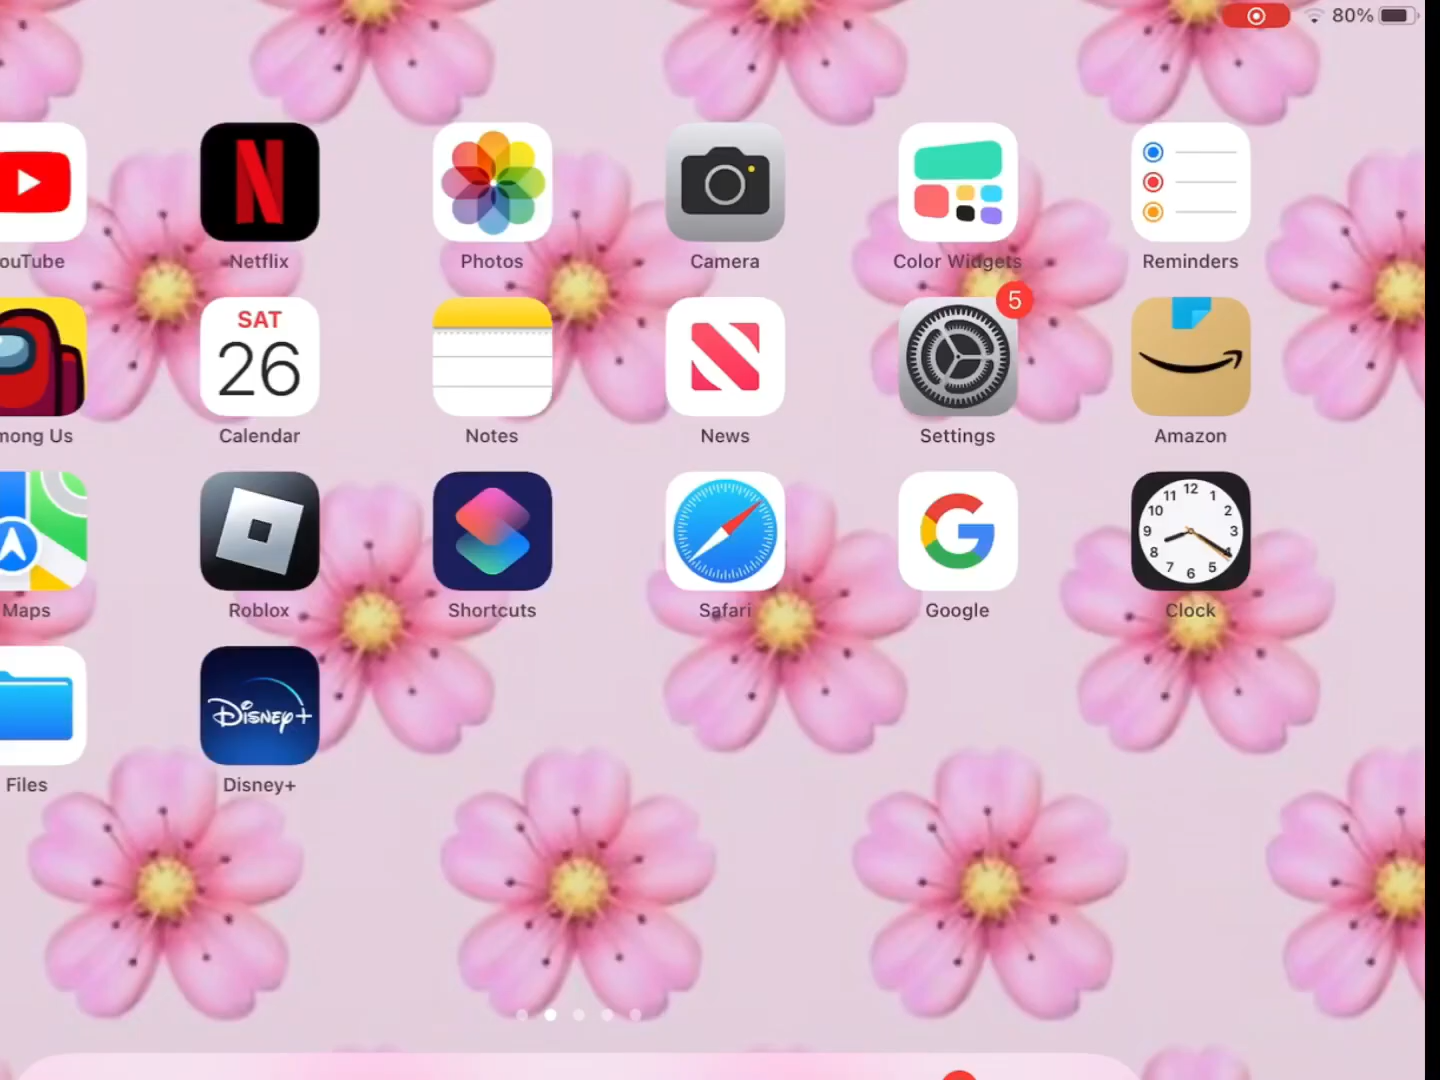 80%
ouTube
Netflix
Photos
Camera
Color Widgets
Reminders
SAT
26
5
mong Us
Calendar
Notes
News
Settings
Amazon
12
11 1
10 2
9 3
8 4
7 5
6
Maps
Roblox
Shortcuts
Safari
Google
Clock
Disney+
Files
Disney+